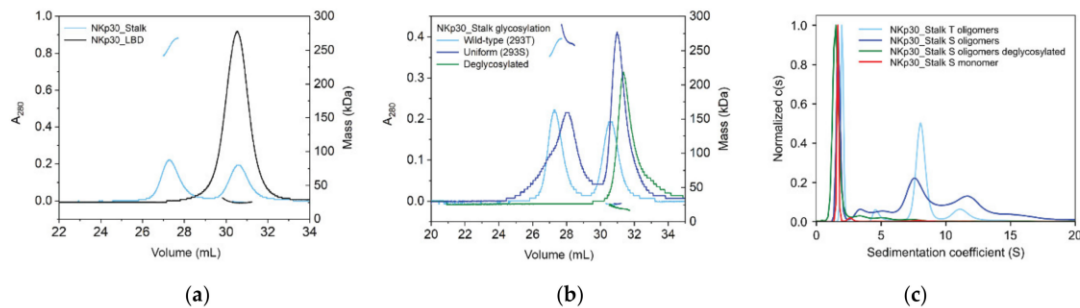 NKp30_Stalk
NKp30_LBD
1.0
0.8
0.6
0.4
0.2
0.0
A280
300
250
200
150
100
50
0
Mass (kDa)
22 24 26 28 30 32 34
Volume (mL)
(a)
NKp30_Stalk glycosylation
Wild-type (293T)
Uniform (293S)
Deglycosylated
0.4
0.3
0.2
0.1
0.0
A280
300
250
200
150
100
50
0
Mass (kDa)
20 22 24 26 28 30 32 34
Volume (mL)
(b)
NKp30_Stalk T oligomers
NKp30_Stalk S oligomers
NKp30_Stalk S oligomers deglycosylated
NKp30_Stalk S monomer
1.0
0.8
0.6
0.4
0.2
0.0
Normalized c(s)
0 5 10 15 20
Sedimentation coefficient (S)
(c)